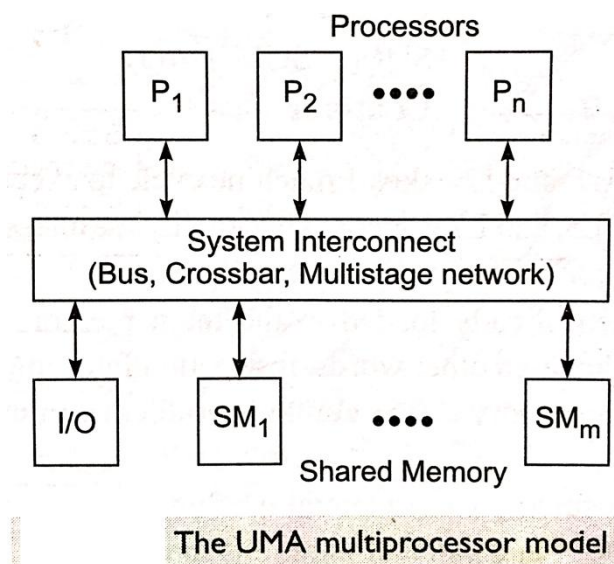 Processors
P1 P2 •••• Pn
System Interconnect
(Bus, Crossbar, Multistage network)
I/O SM1 •••• SMm
Shared Memory
The UMA multiprocessor model